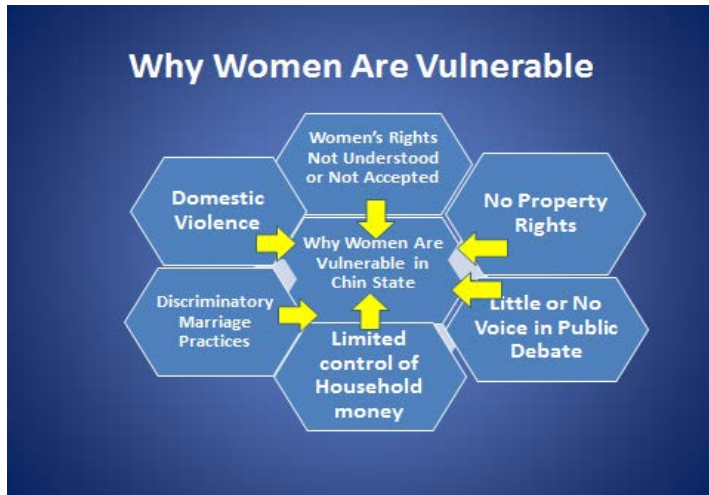 Why Women Are Vulnerable
Women's Rights
Not Understood
or Not Accepted
Domestic
Violence
No Property
Rights
Why Women Are
Vulnerable in
Chin State
Discriminatory
Marriage
Practices
Little or No
Voice in Public
Debate
Limited
control of
Household
money